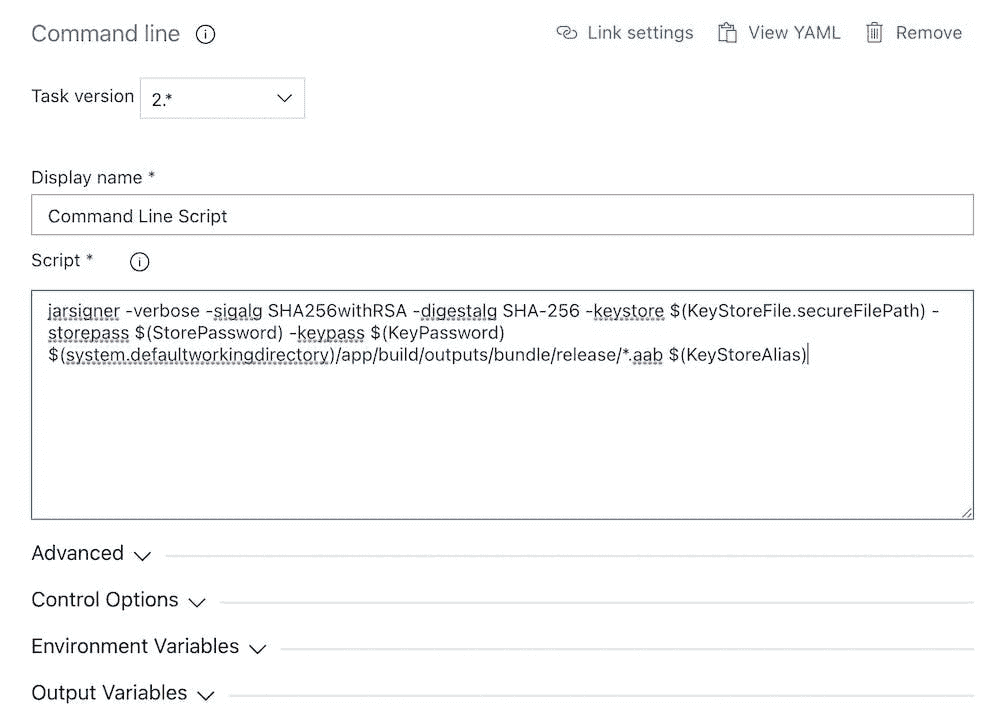 Command line
Link settings
View YAML
Remove
Task version
2.*
Display name *
Command Line Script
Script *
jarsigner -verbose -sigalg SHA256withRSA -digestalg SHA-256 -keystore $(KeyStoreFile.secureFilePath) -
storepass $(StorePassword) -keypass $(KeyPassword)
$(system.defaultworkingdirectory)/app/build/outputs/bundle/release/*.aab $(KeyStoreAlias)
Advanced
Control Options
Environment Variables
Output Variables